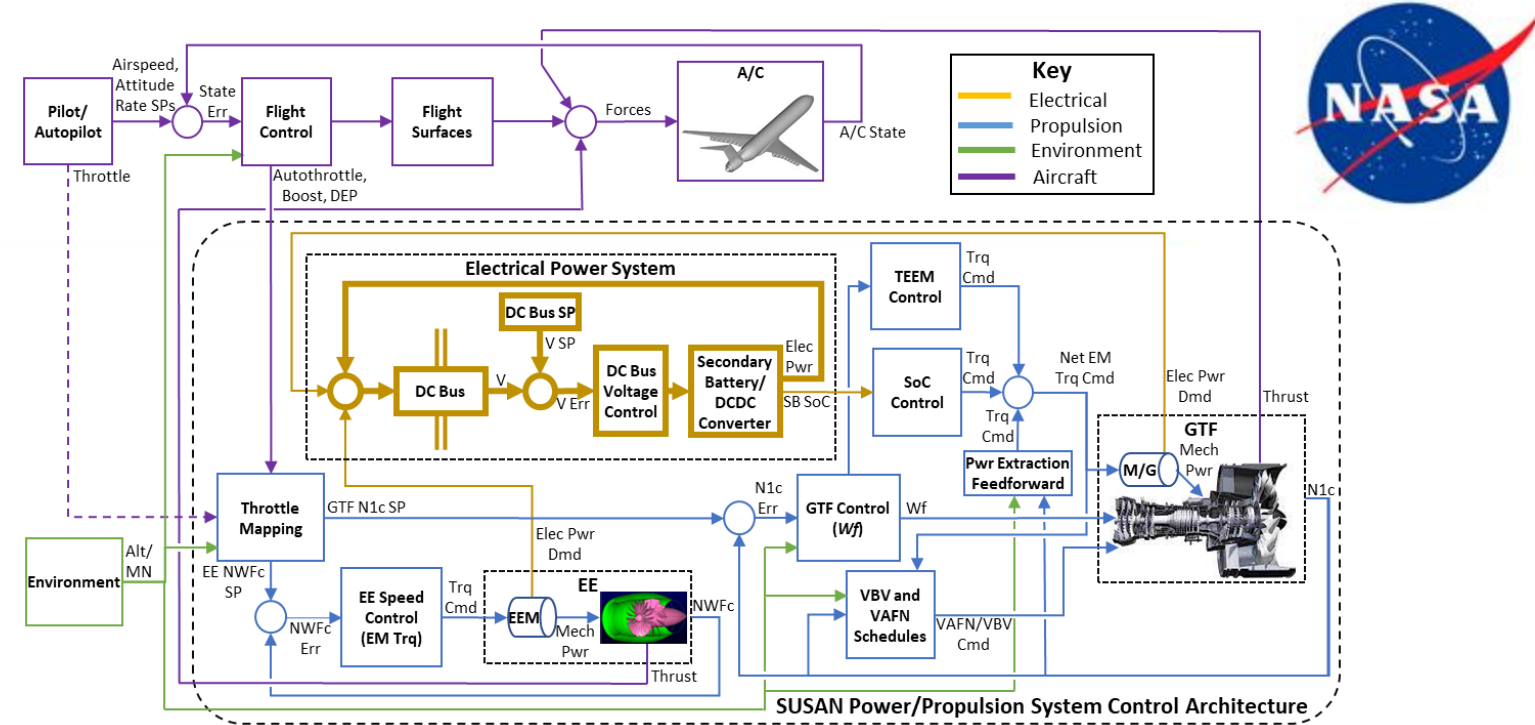 NASA
Key
Electrical
Propulsion
Environment
Aircraft
Pilot/
Autopilot
Airspeed,
Attitude
Rate SPs
State
Err
Flight
Control
Flight
Surfaces
Forces
A/C
A/C State
Throttle
Autothrottle,
Boost, DEP
Electrical Power System
DC Bus SP
V SP
DC Bus
V
V Err
DC Bus
Voltage
Control
Secondary
Battery/
DCDC
Converter
Elec
Pwr
SB SoC
TEEM
Control
Trq
Cmd
SoC
Control
Trq
Cmd
Net EM
Trq Cmd
Trq
Cmd
Pwr Extraction
Feedforward
Elec Pwr
Dmd
Thrust
GTF
M/G
Mech
Pwr
N1c
Throttle
Mapping
GTF N1c SP
N1c
Err
GTF Control
(Wf)
Wf
Environment
Alt/
MN
EE NWFc
SP
NWFc
Err
EE Speed
Control
(EM Trq)
Trq
Cmd
Elec Pwr
Dmd
EE
EEM
Mech
Pwr
NWFc
Thrust
VBV and
VAFN
Schedules
VAFN/VBV
Cmd
SUSAN Power/Propulsion System Control Architecture